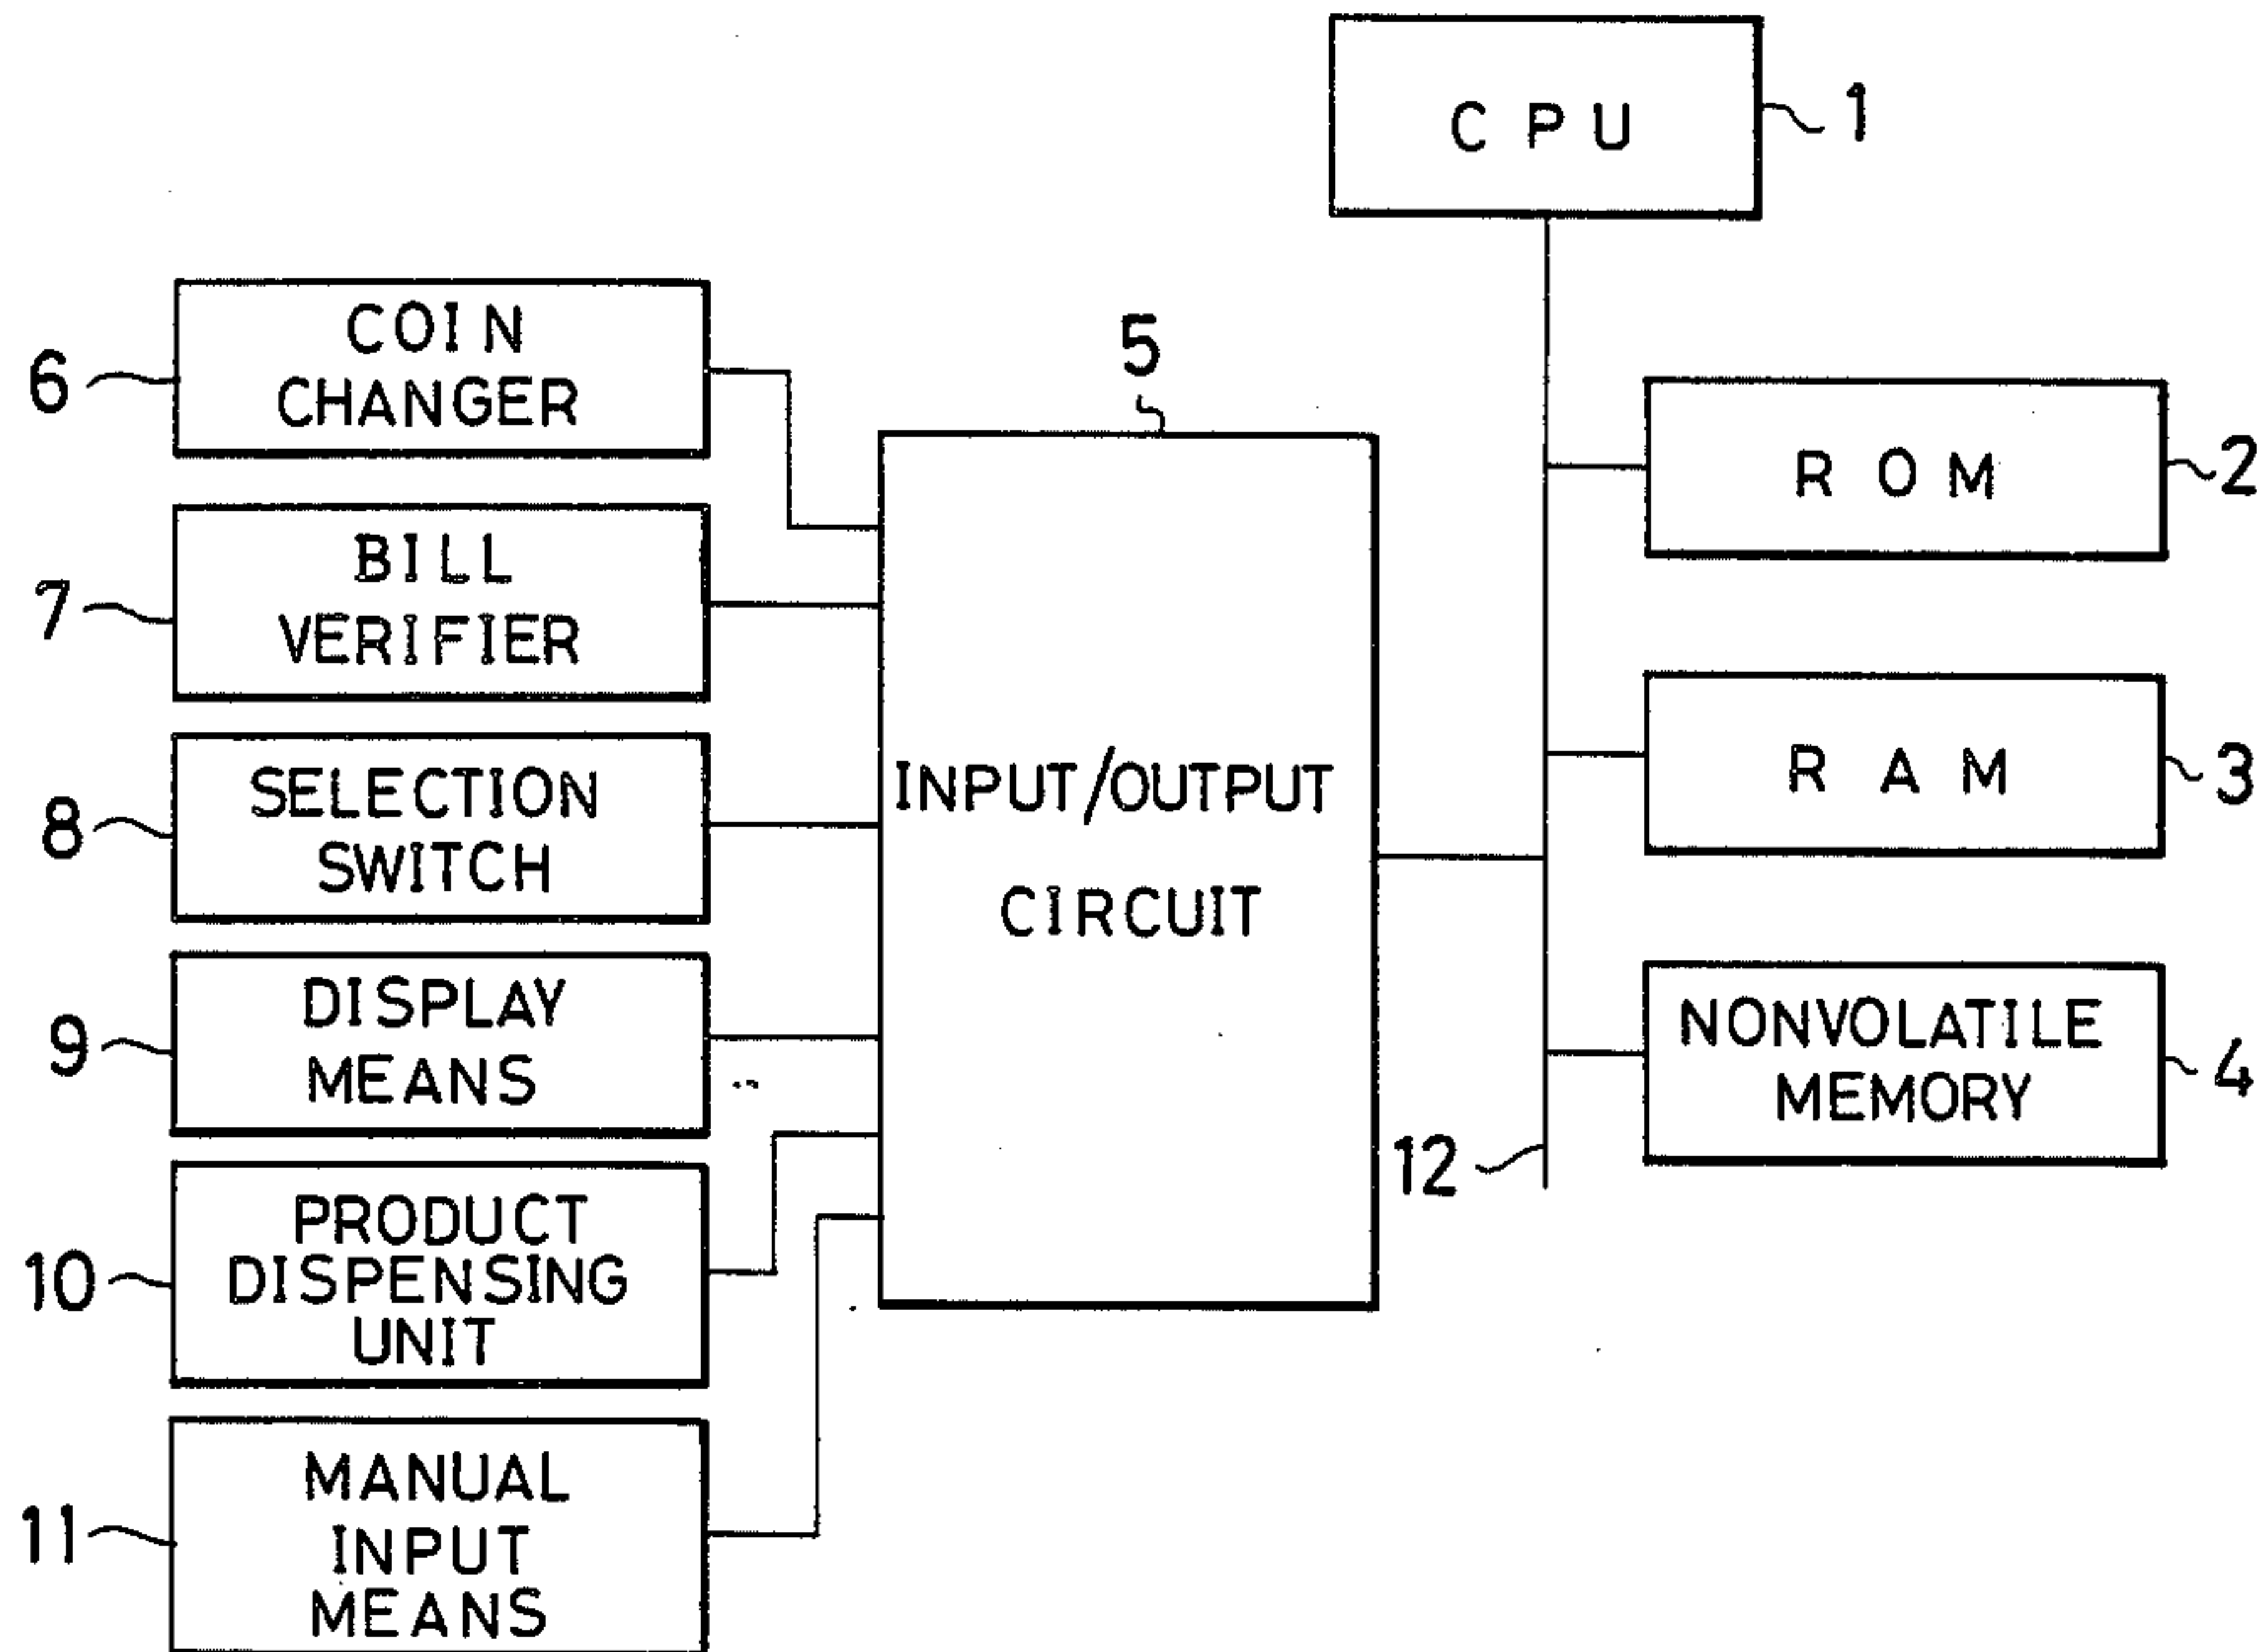 CPU
1
COIN
CHANGER
6
5
ROM
2
BILL
VERIFIER
7
INPUT/OUTPUT
CIRCUIT
RAM
3
SELECTION
SWITCH
8
DISPLAY
MEANS
9
NONVOLATILE
MEMORY
4
12
PRODUCT
DISPENSING
UNIT
10
MANUAL
INPUT
MEANS
11